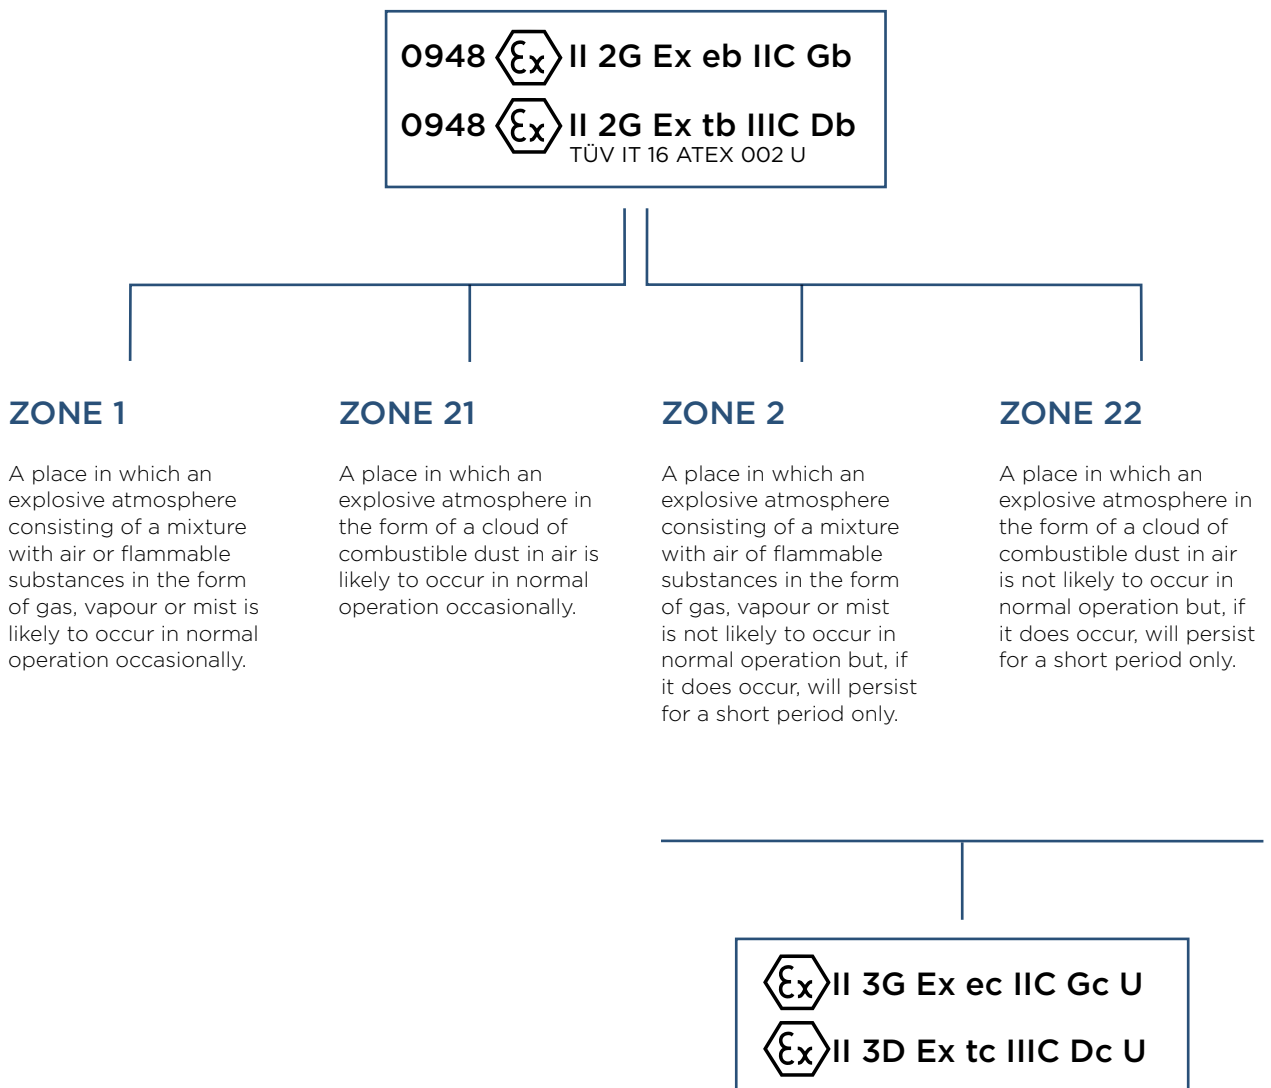 0948 Ex II 2G Ex eb IIC Gb
0948 Ex II 2G Ex tb IIIC Db
TÜV IT 16 ATEX 002 U
ZONE 1
A place in which an
explosive atmosphere
consisting of a mixture
with air or flammable
substances in the form
of gas, vapour or mist is
likely to occur in normal
operation occasionally.
ZONE 21
A place in which an
explosive atmosphere in
the form of a cloud of
combustible dust in air is
likely to occur in normal
operation occasionally.
ZONE 2
A place in which an
explosive atmosphere
consisting of a mixture
with air of flammable
substances in the form
of gas, vapour or mist
is not likely to occur in
normal operation but, if
it does occur, will persist
for a short period only.
ZONE 22
A place in which an
explosive atmosphere in
the form of a cloud of
combustible dust in air
is not likely to occur in
normal operation but, if
it does occur, will persist
for a short period only.
Ex II 3G Ex ec IIC Gc U
Ex II 3D Ex tc IIIC Dc U